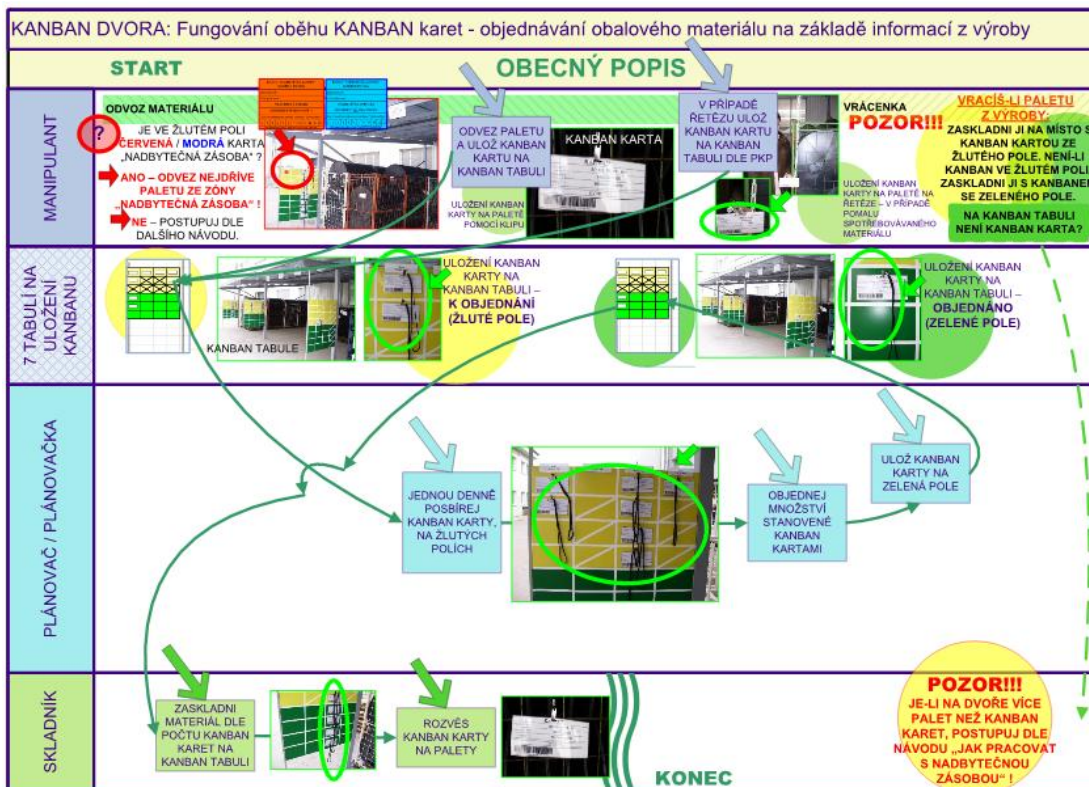 KANBAN DVORA: Fungování oběhu KANBAN karet - objednávání obalového materiálu na základě informací z výroby
START
OBECNÝ POPIS
MANIPULANT
ODVOZ MATERIÁLU
?
JE VE ŽLUTÉM POLI
ČERVENÁ / MODRÁ KARTA
„NADBYTEČNÁ ZÁSOBA“ ?
ANO – ODVEZ NEJDŘÍVE
PALETU ZE ZÓNY
„NADBYTEČNÁ ZÁSOBA“ !
NE – POSTUPUJ DLE
DALŠÍHO NÁVODU.
ODVEZ PALETU
A ULOŽ KANBAN
KARTU NA
KANBAN TABULI
ULOŽENÍ KANBAN
KARTY NA PALETĚ
POMOCÍ KLIPU
KANBAN KARTA
V PŘÍPADĚ
ŘETĚZU ULOŽ
KANBAN KARTU
NA KANBAN
TABULI DLE PKP
VRÁCENKA
POZOR!!!
ULOŽENÍ KANBAN
KARTY NA PALETĚ NA
ŘETĚZE – V PŘÍPADĚ
POMALU
SPOTŘEBOVÁVANÉHO
MATERIÁLU
VRACÍŠ-LI PALETU
Z VÝROBY:
ZASKLADNI JI NA MÍSTO S
KANBAN KARTOU ZE
ŽLUTÉHO POLE. NENÍ-LI
KANBAN VE ŽLUTÉM POLI
ZASKLADNI JI S KANBANEM
SE ZELENÉHO POLE.
NA KANBAN TABULI
NENÍ KANBAN KARTA?
7 TABULÍ NA
ULOŽENÍ
KANBANU
KANBAN TABULE
ULOŽENÍ KANBAN
KARTY NA
KANBAN TABULI –
K OBJEDNÁNÍ
(ŽLUTÉ POLE)
ULOŽENÍ KANBAN
KARTY NA
KANBAN TABULI –
OBJEDNÁNO
(ZELENÉ POLE)
PLÁNOVAČ / PLÁNOVAČKA
JEDNOU DENNĚ
POSBÍREJ
KANBAN KARTY,
NA ŽLUTÝCH
POLÍCH
OBJEDNEJ
MNOŽSTVÍ
STANOVENÉ
KANBAN
KARTAMI
ULOŽ KANBAN
KARTY NA
ZELENÁ POLE
SKLADNÍK
ZASKLADNI
MATERIÁL DLE
POČTU KANBAN
KARET NA
KANBAN TABULI
ROZVĚS
KANBAN KARTY
NA PALETY
KONEC
POZOR!!!
JE-LI NA DVOŘE VÍCE
PALET NEŽ KANBAN
KARET, POSTUPUJ DLE
NÁVODU „JAK PRACOVAT
S NADBYTEČNOU
ZÁSOBOU“ !